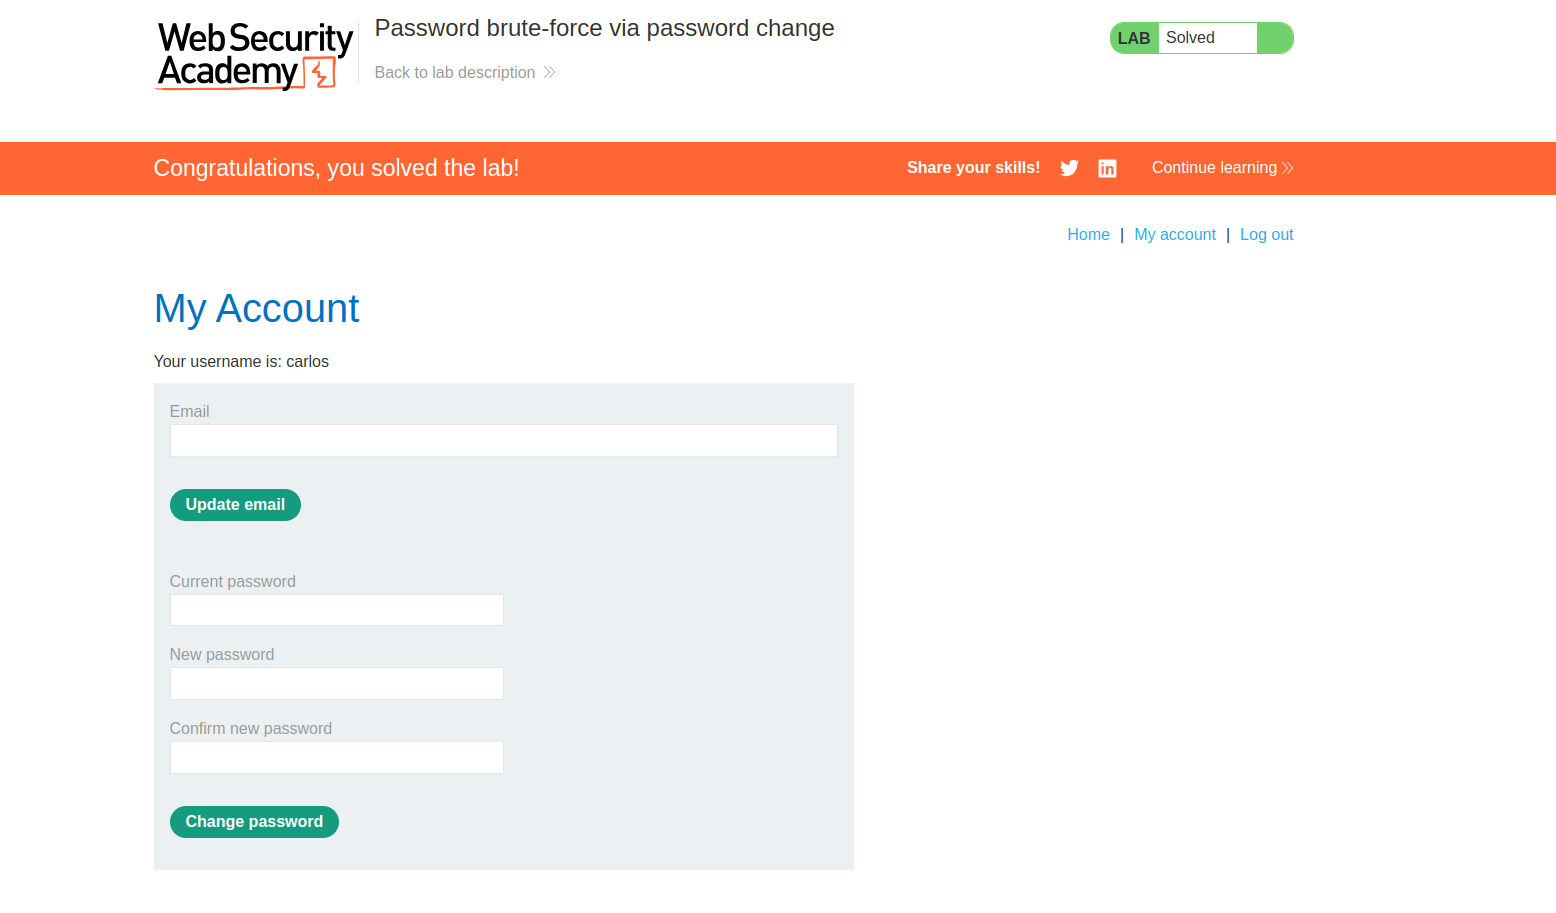 Web Security
Academy
Password brute-force via password change
Back to lab description
LAB Solved
Congratulations, you solved the lab!
Share your skills!
Continue learning
Home | My account | Log out
My Account
Your username is: carlos
Email
Update email
Current password
New password
Confirm new password
Change password